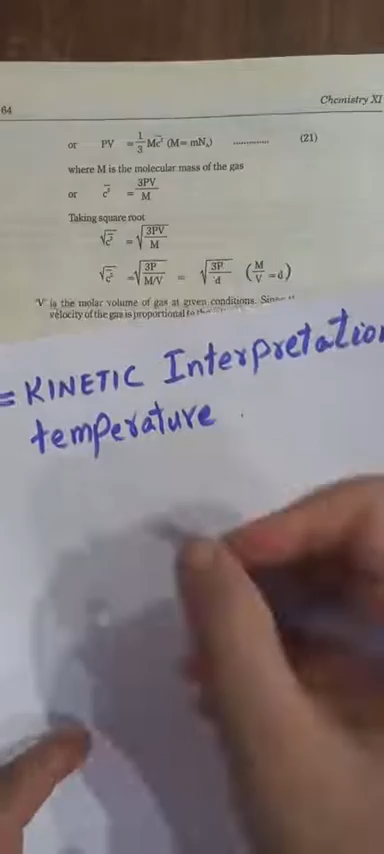 64
Chemistry XI
or PV = 1/3 Mc̄² (M= mNₐ) .............. (21)
where M is the molecular mass of the gas
or c̄² = 3PV/M
Taking square root
√c̄² = √(3PV/M)
√c̄² = √(3P/(M/V)) = √(3P/d) (M/V = d)
'V' is the molar volume of gas at given conditions. Since
velocity of the gas is proportional to
= KINETIC Interpretation
temperature